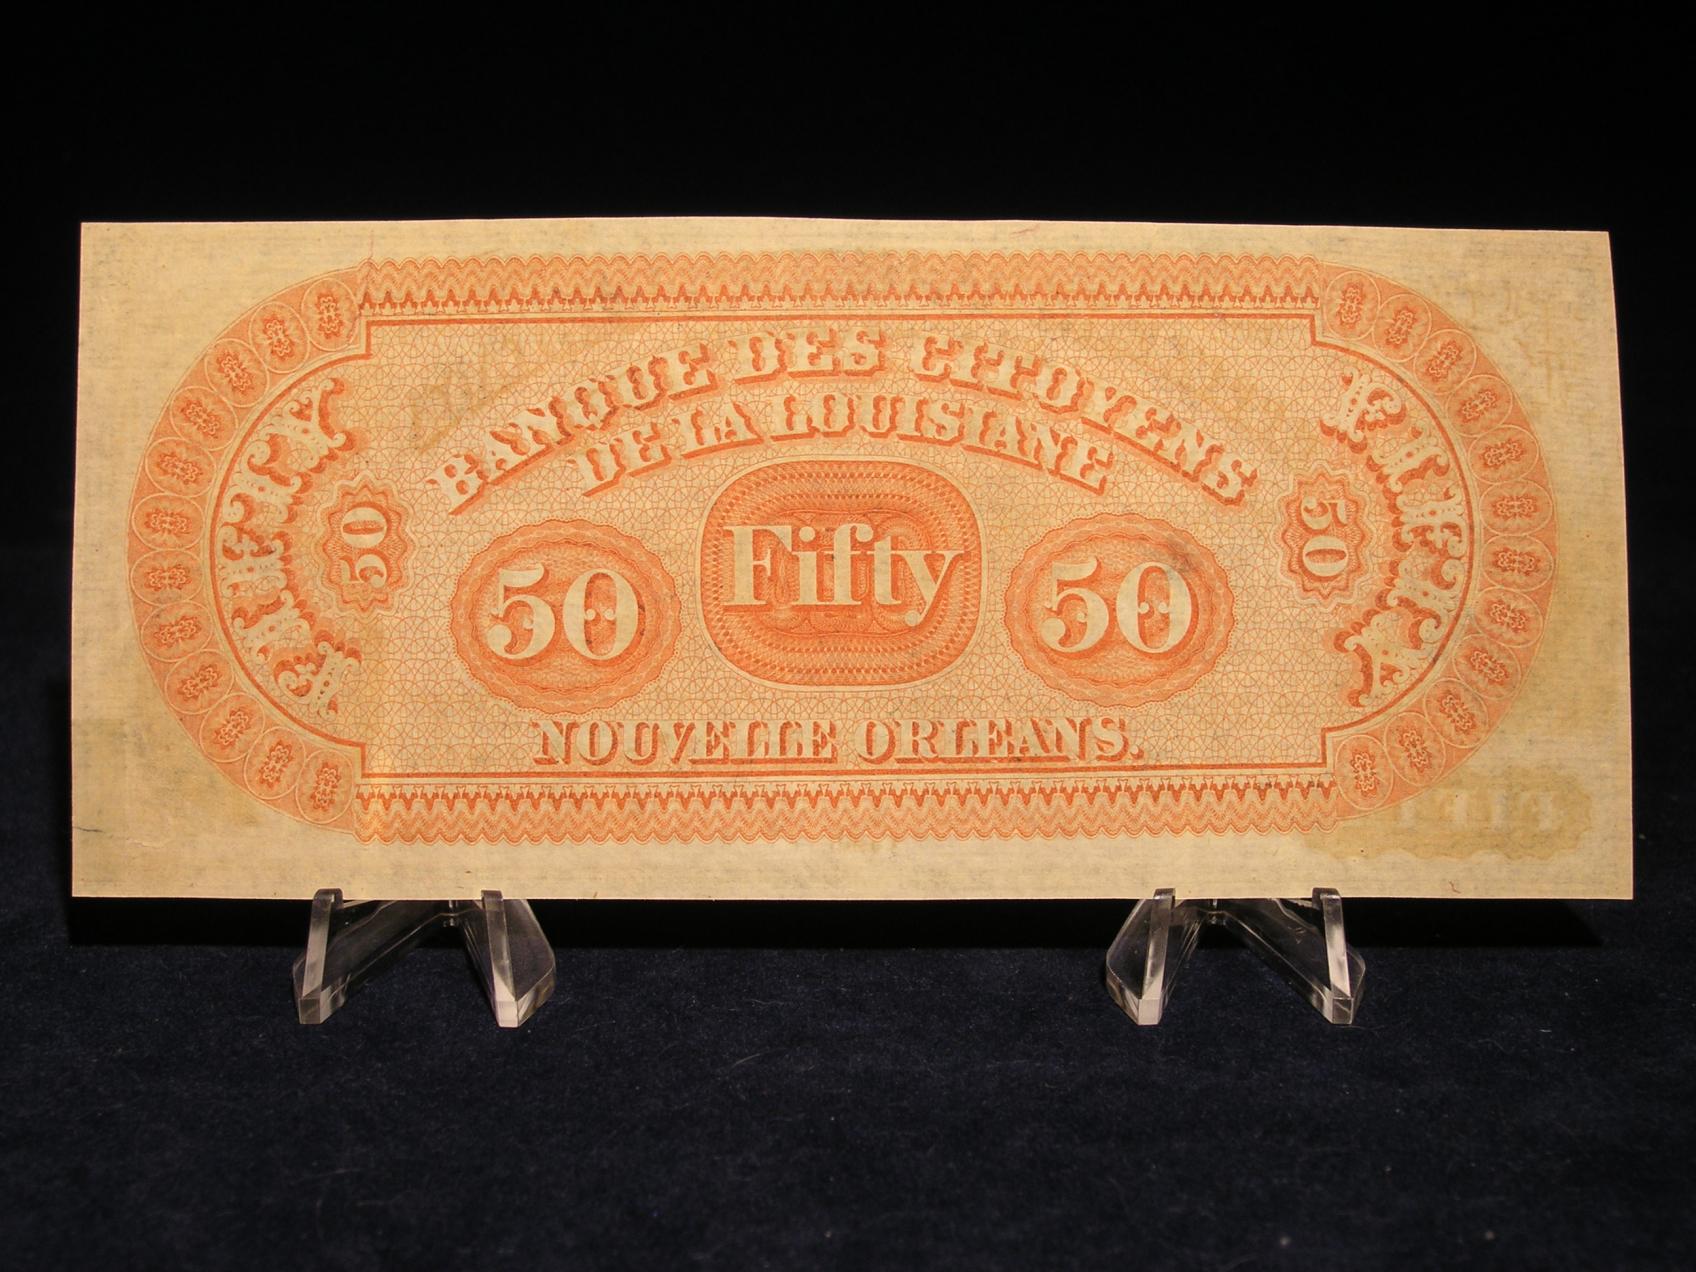 BANQUE DES CITOYENS
DE LA LOUISIANE
FIFTY
50
50
Fifty
50
50
FIFTY
NOUVELLE ORLEANS.